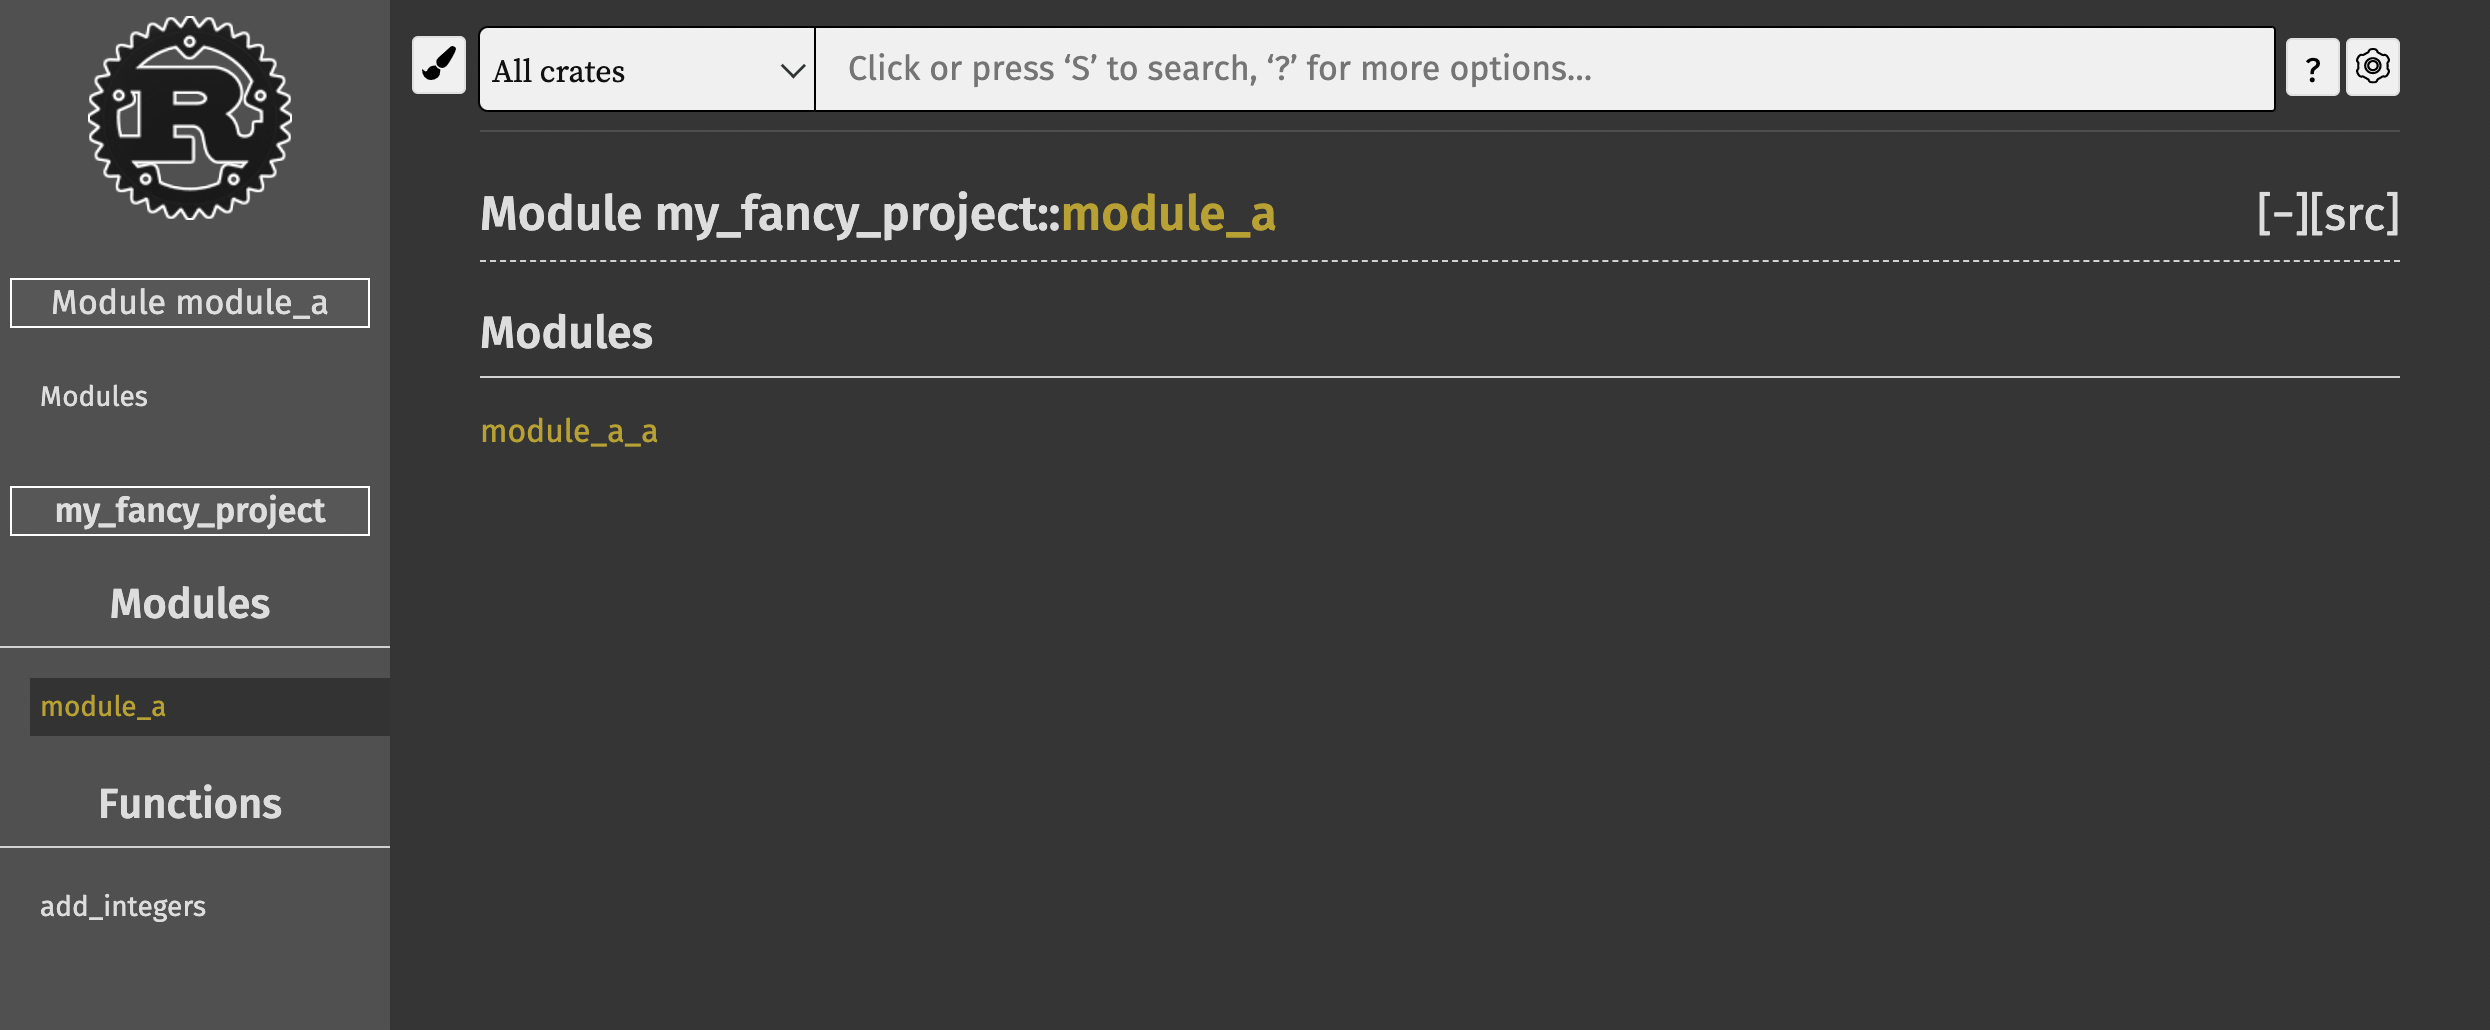 R
Module module_a
Modules
my_fancy_project
Modules
module_a
Functions
add_integers
All crates
Click or press ‘S’ to search, ‘?’ for more options…
?
Module my_fancy_project::module_a
[−][src]
Modules
module_a_a